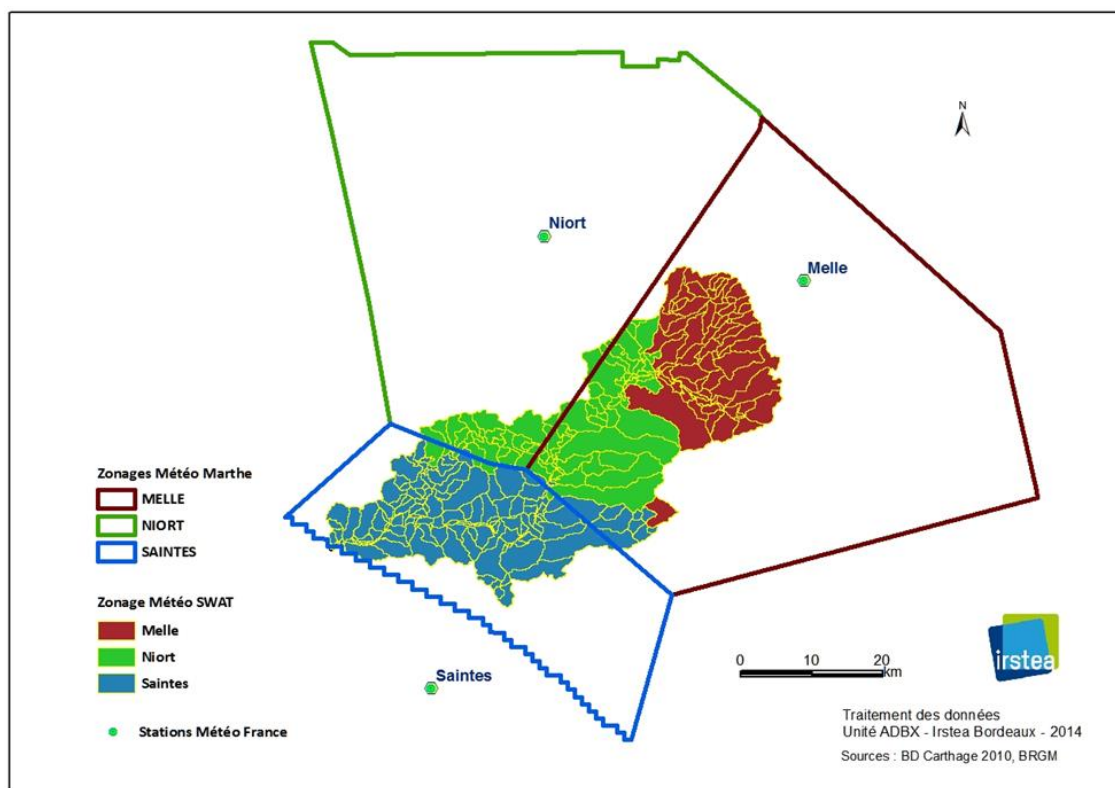 N
Niort
Melle
Saintes
Zonages Météo Marthe
MELLE
NIORT
SAINTES
Zonage Météo SWAT
Melle
Niort
Saintes
Stations Météo France
0 10 20
km
irstea
Traitement des données
Unité ADBX - Irstea Bordeaux - 2014
Sources : BD Carthage 2010, BRGM